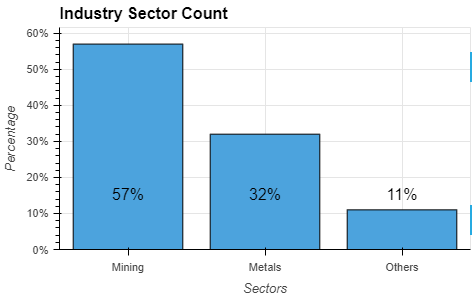 Industry Sector Count
60%
50%
40%
30%
20%
10%
0%
Percentage
57%
32%
11%
Mining
Metals
Others
Sectors